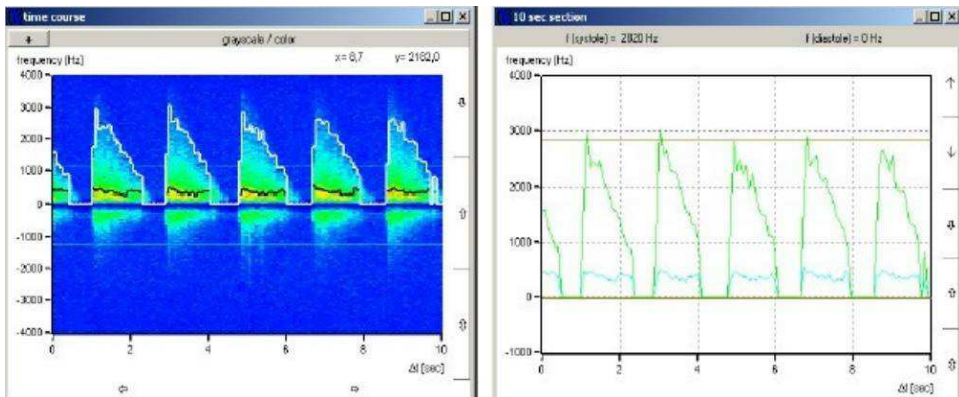 time course
grayscale / color
x= 6,7 y= 2182,0
frequency [Hz]
4000
3000
2000
1000
0
-1000
-2000
-3000
-4000
0 2 4 6 8 10
Δt [sec]
10 sec section
f (systole) = 2820 Hz f (diastole) = 0 Hz
frequency [Hz]
4000
3000
2000
1000
0
-1000
0 2 4 6 8 10
Δt [sec]